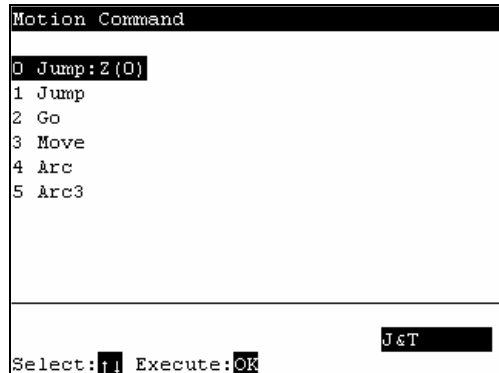 Motion Command
0 Jump:Z(0)
1 Jump
2 Go
3 Move
4 Arc
5 Arc3
J&T
Select:↑↓ Execute:OK